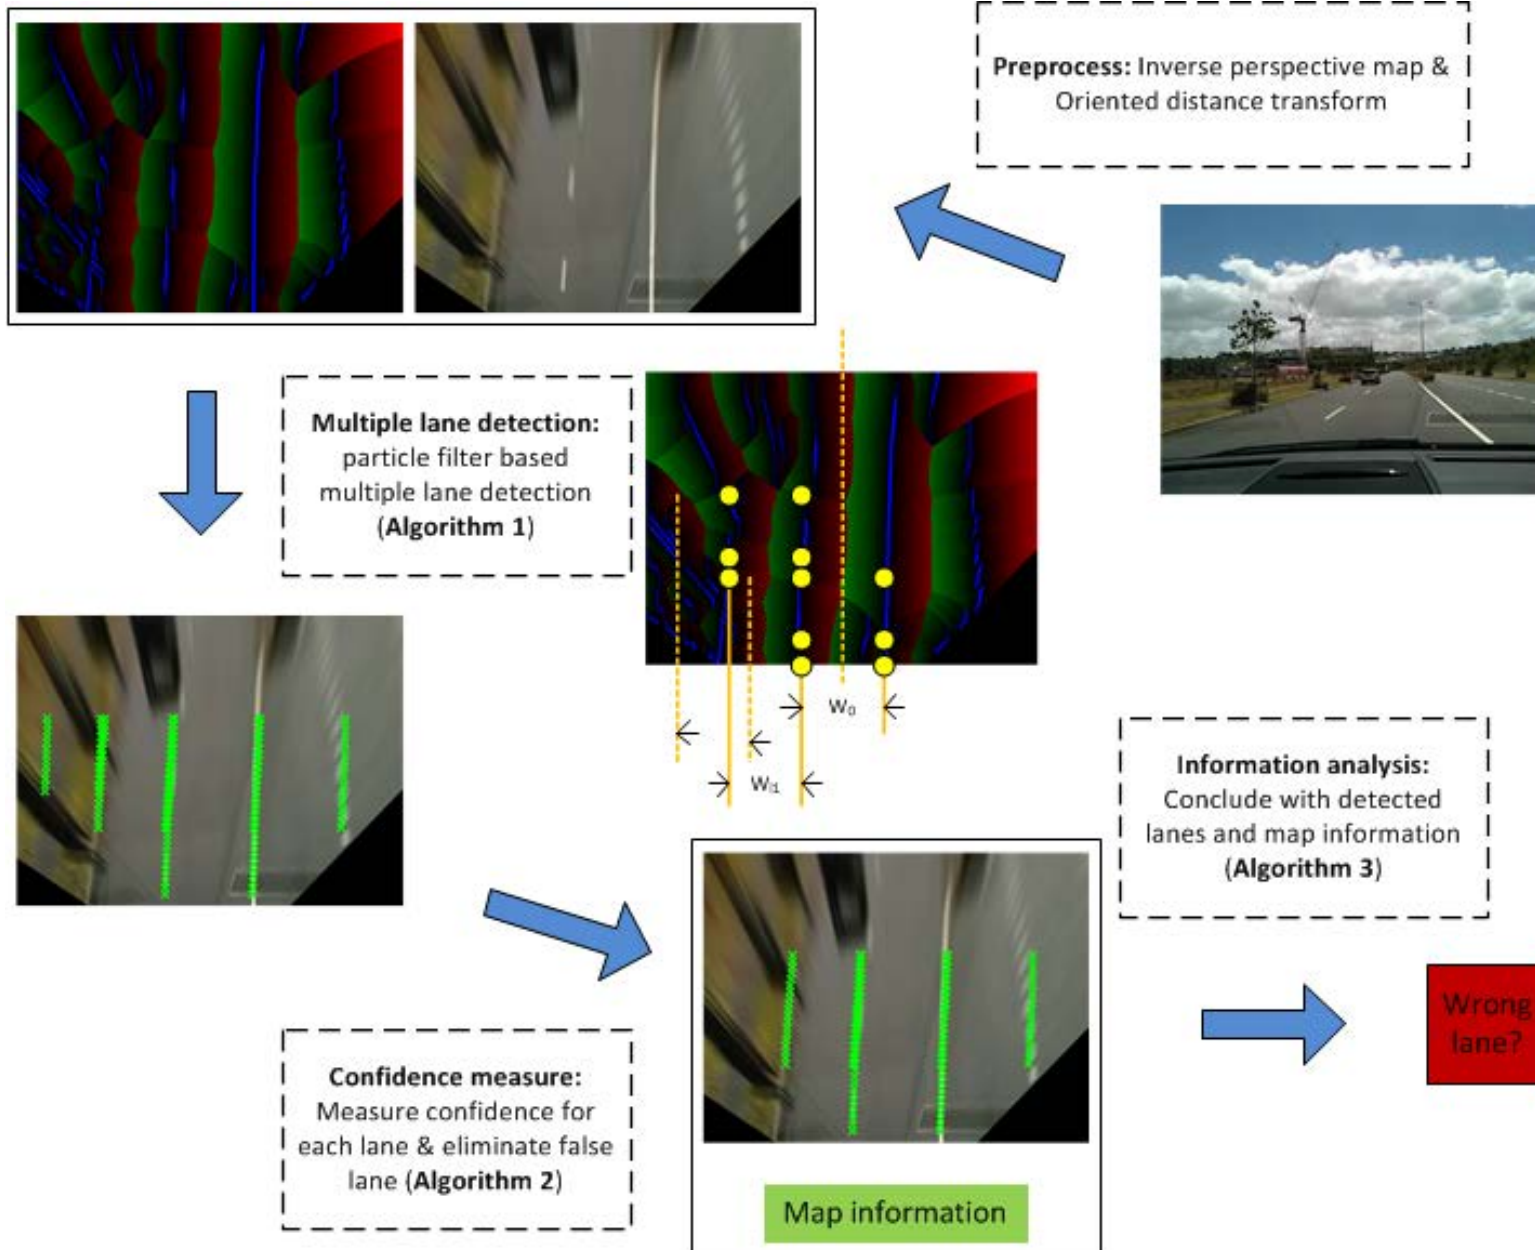 Preprocess: Inverse perspective map &
Oriented distance transform
Multiple lane detection:
particle filter based
multiple lane detection
(Algorithm 1)
W0
Wl1
Information analysis:
Conclude with detected
lanes and map information
(Algorithm 3)
Confidence measure:
Measure confidence for
each lane & eliminate false
lane (Algorithm 2)
Wrong
lane?
Map information